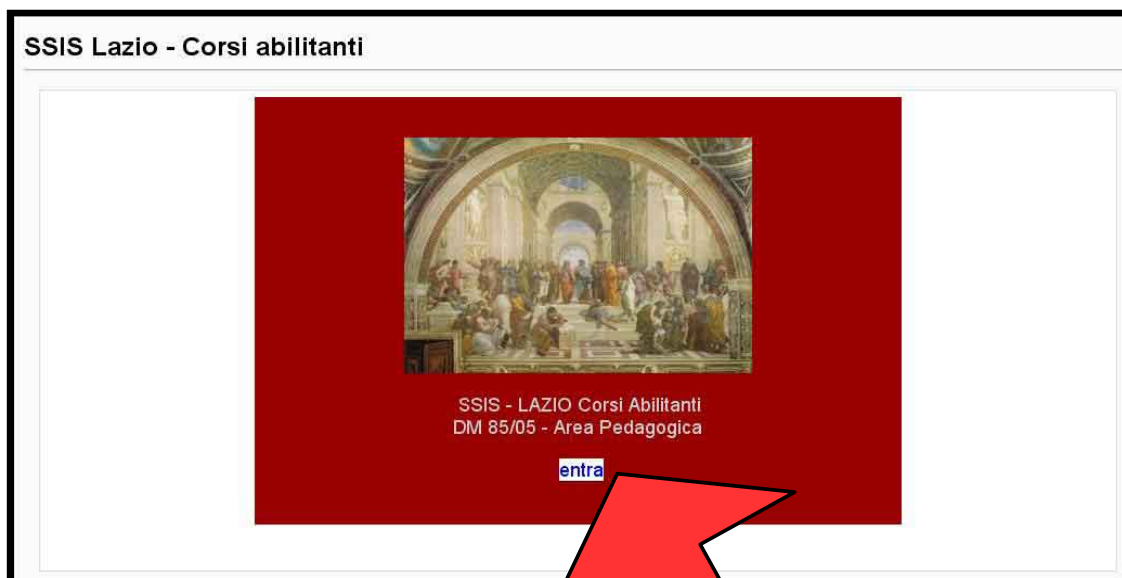 SSIS Lazio - Corsi abilitanti
SSIS - LAZIO Corsi Abilitanti
DM 85/05 - Area Pedagogica
entra